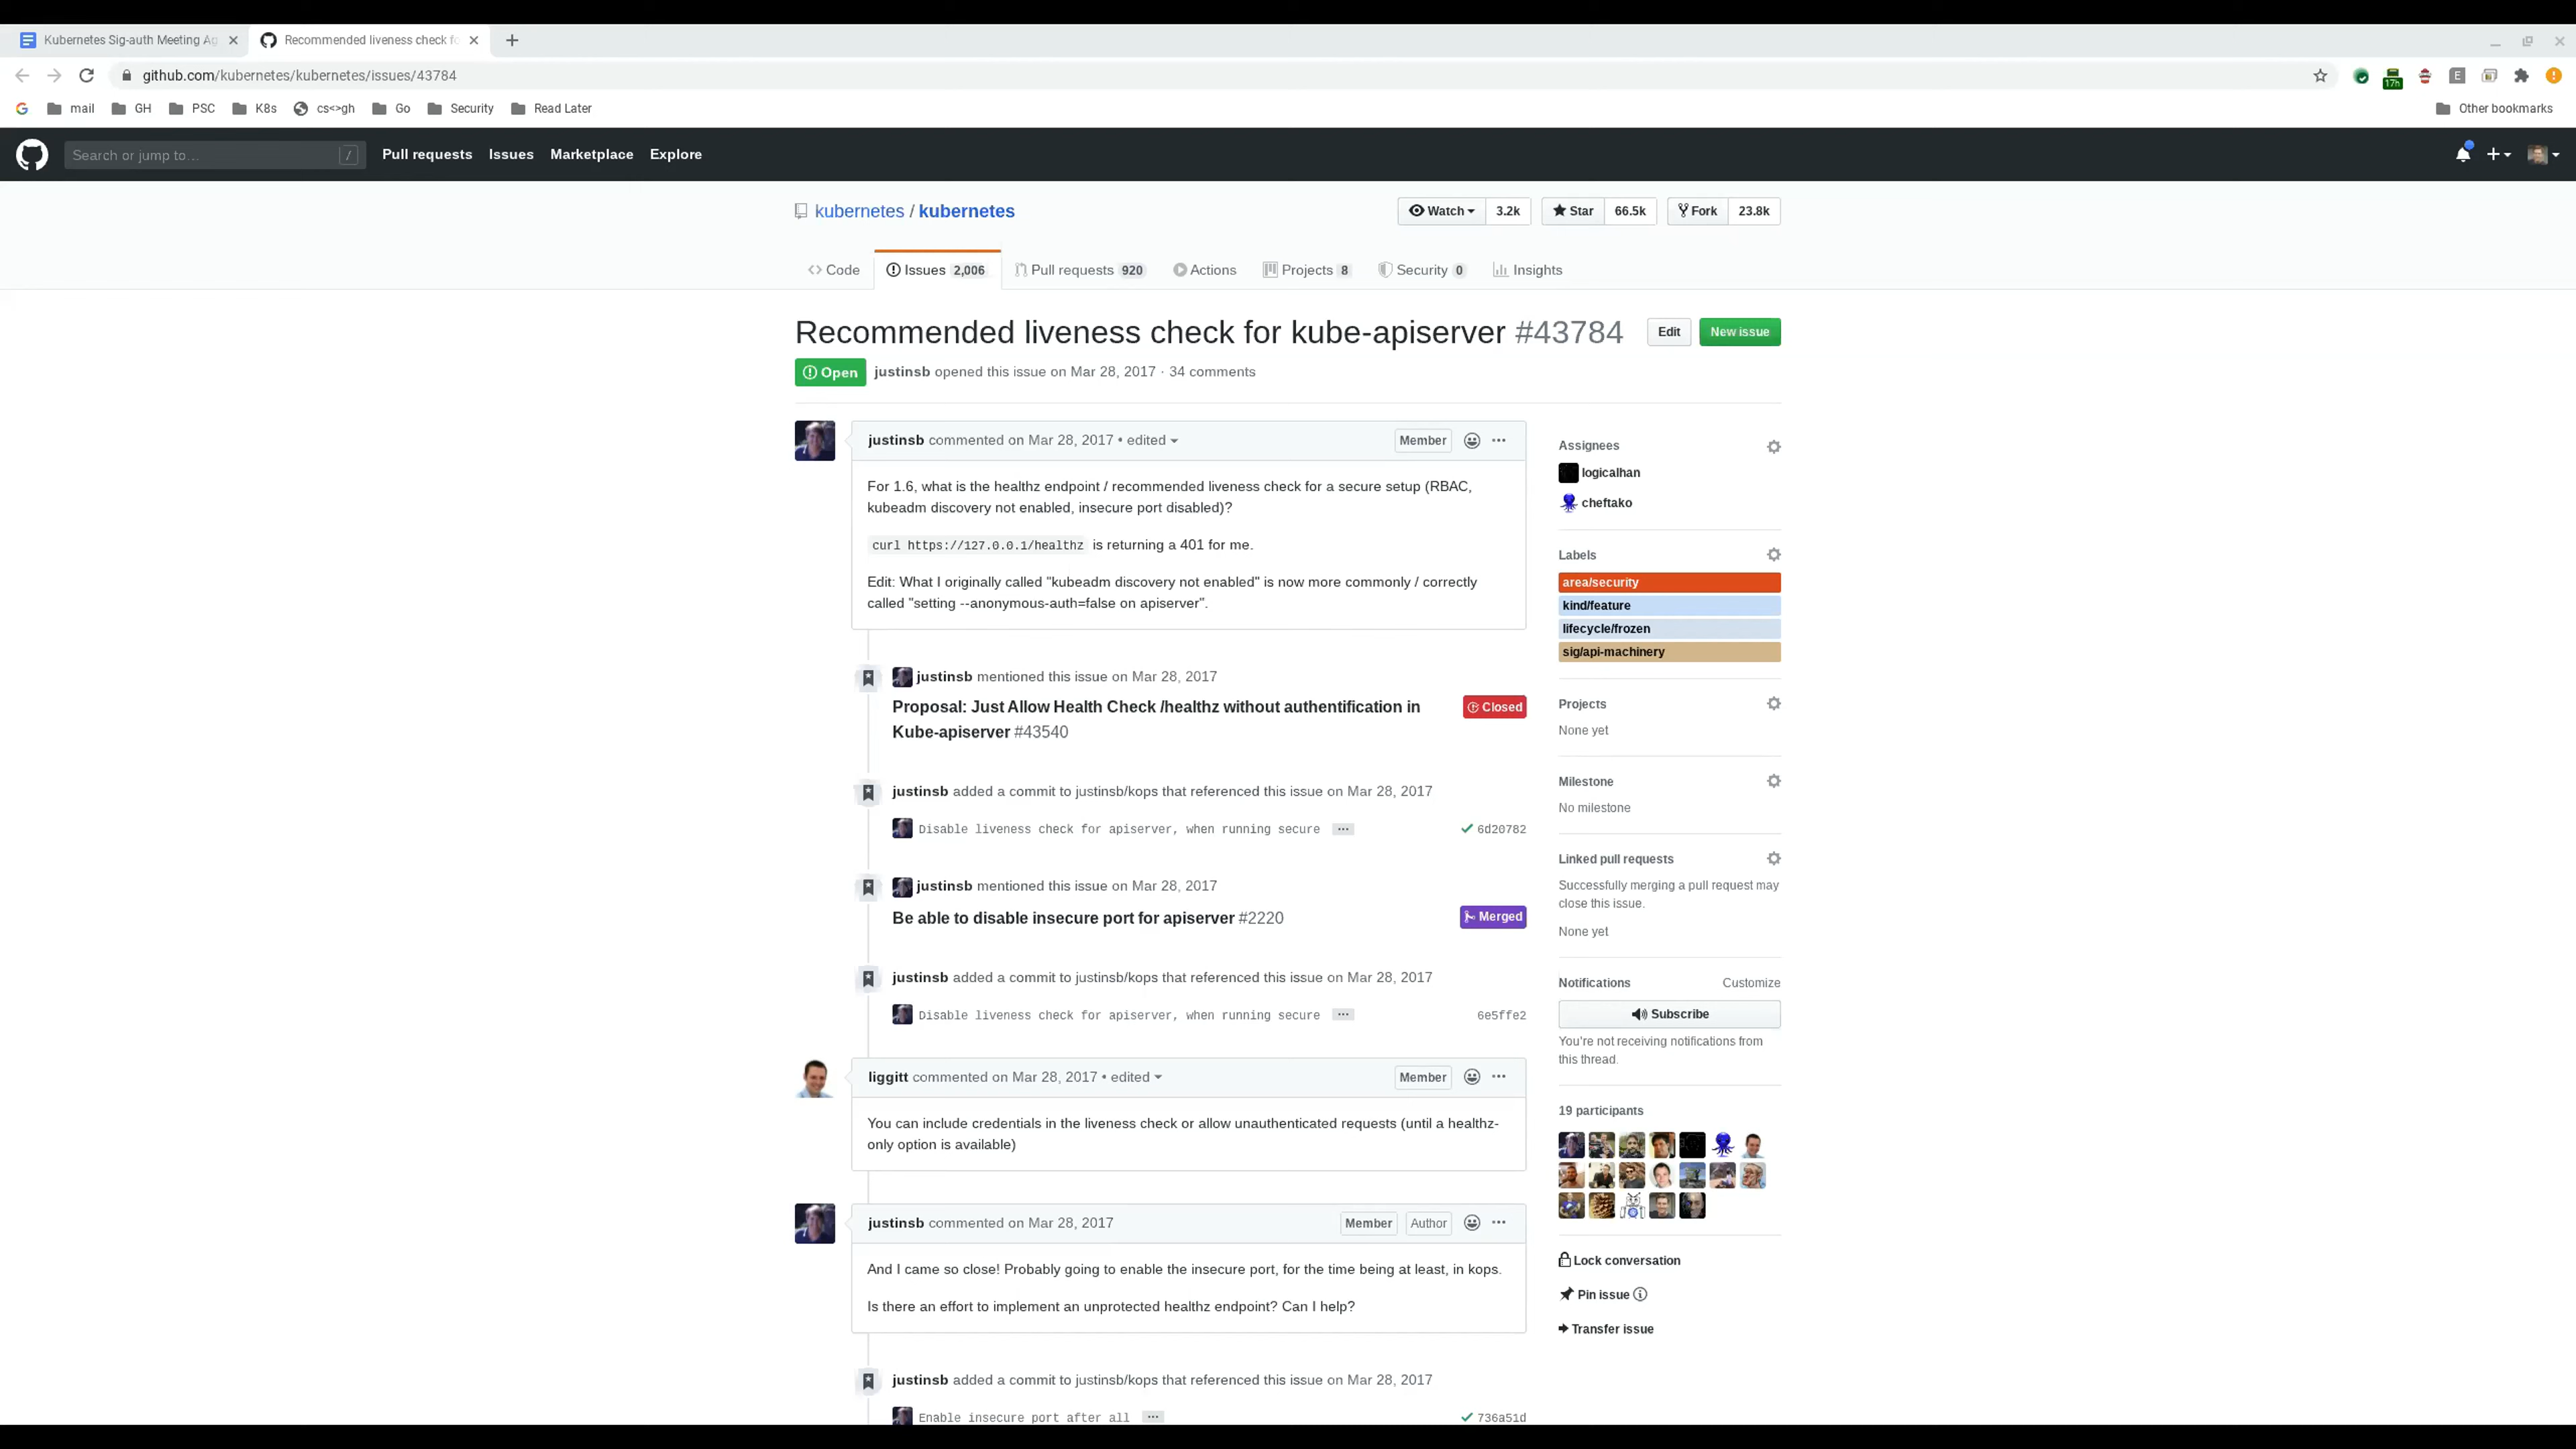 Kubernetes Sig-auth Meeting Ag
Recommended liveness check fo
github.com/kubernetes/kubernetes/issues/43784
17h
E
mail GH PSC K8s cs<>gh Go Security Read Later Other bookmarks
Search or jump to… / Pull requests Issues Marketplace Explore
kubernetes / kubernetes
Watch 3.2k Star 66.5k Fork 23.8k
Code Issues 2,006 Pull requests 920 Actions Projects 8 Security 0 Insights
Recommended liveness check for kube-apiserver #43784
Edit New issue
Open justinsb opened this issue on Mar 28, 2017 · 34 comments
justinsb commented on Mar 28, 2017 • edited Member
For 1.6, what is the healthz endpoint / recommended liveness check for a secure setup (RBAC,
kubeadm discovery not enabled, insecure port disabled)?
curl https://127.0.0.1/healthz is returning a 401 for me.
Edit: What I originally called "kubeadm discovery not enabled" is now more commonly / correctly
called "setting --anonymous-auth=false on apiserver".
justinsb mentioned this issue on Mar 28, 2017
Proposal: Just Allow Health Check /healthz without authentification in
Kube-apiserver #43540
Closed
justinsb added a commit to justinsb/kops that referenced this issue on Mar 28, 2017
Disable liveness check for apiserver, when running secure 6d20782
justinsb mentioned this issue on Mar 28, 2017
Be able to disable insecure port for apiserver #2220 Merged
justinsb added a commit to justinsb/kops that referenced this issue on Mar 28, 2017
Disable liveness check for apiserver, when running secure 6e5ffe2
liggitt commented on Mar 28, 2017 • edited Member
You can include credentials in the liveness check or allow unauthenticated requests (until a healthz-
only option is available)
justinsb commented on Mar 28, 2017 Member Author
And I came so close! Probably going to enable the insecure port, for the time being at least, in kops.
Is there an effort to implement an unprotected healthz endpoint? Can I help?
justinsb added a commit to justinsb/kops that referenced this issue on Mar 28, 2017
Enable insecure port after all 736a51d
Assignees
logicalhan
cheftako
Labels
area/security
kind/feature
lifecycle/frozen
sig/api-machinery
Projects
None yet
Milestone
No milestone
Linked pull requests
Successfully merging a pull request may
close this issue.
None yet
Notifications Customize
Subscribe
You're not receiving notifications from
this thread.
19 participants
Lock conversation
Pin issue
Transfer issue